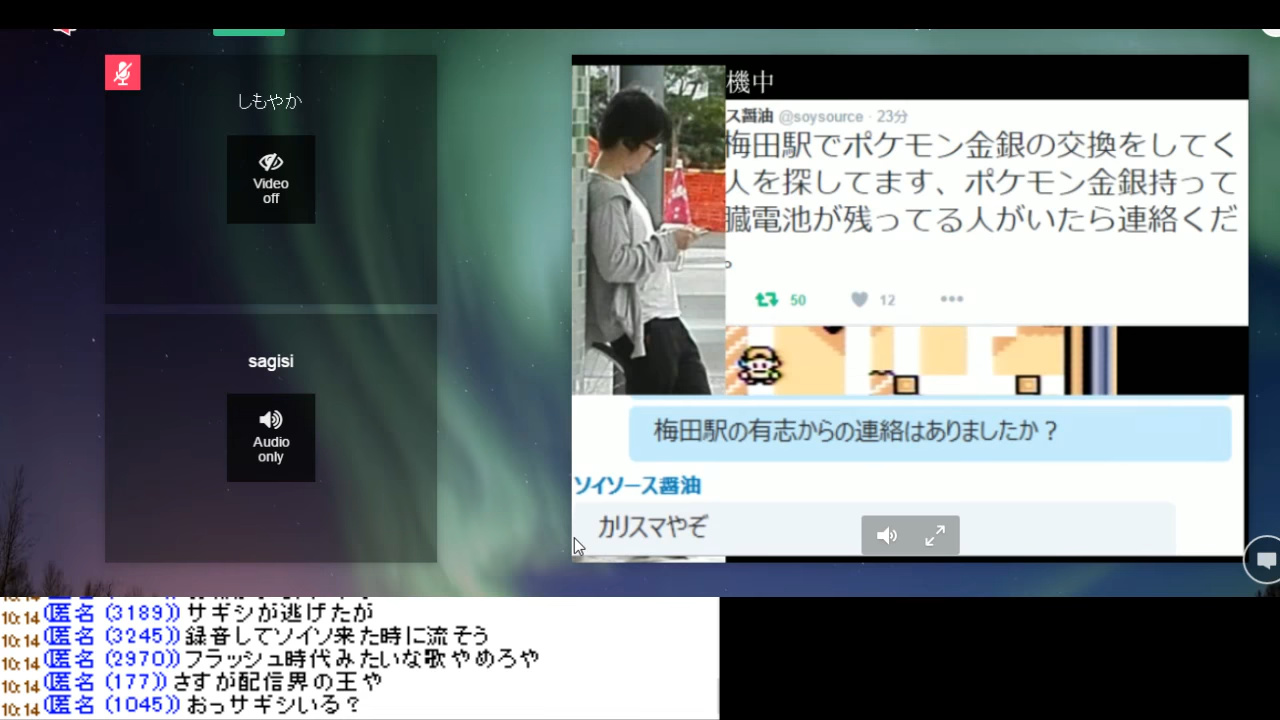 しもやか
Video
off
sagisi
Audio
only
機中
ス醤油 @soysource · 23分
梅田駅でポケモン金銀の交換をしてく
人を探してます、ポケモン金銀持って
臓電池が残ってる人がいたら連絡くだ
。
50 12
梅田駅の有志からの連絡はありましたか？
ソイソース醤油
カリスマやぞ
10:14 (匿名 (3189)) サギシが逃げたが
10:14 (匿名 (3245)) 録音してソイソ来た時に流そう
10:14 (匿名 (2970)) フラッシュ時代みたいな歌やめろや
10:14 (匿名 (177)) さすが配信界の王や
10:14 (匿名 (1045)) おっサギシいる？